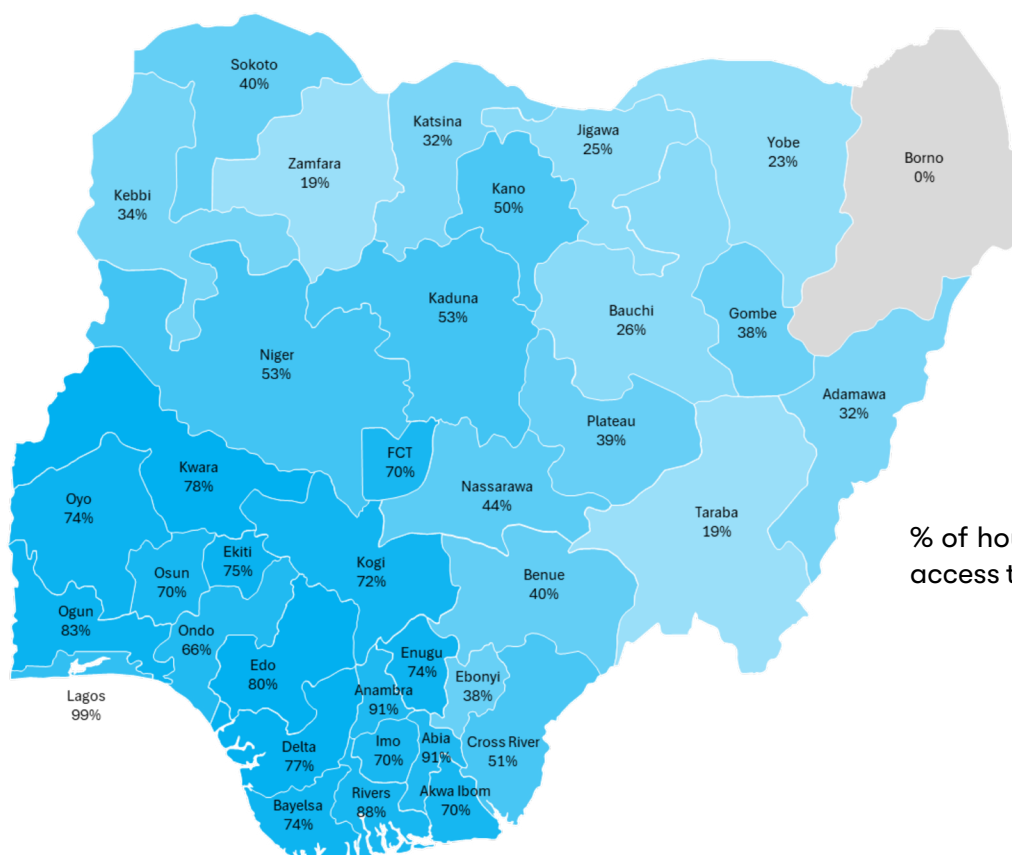 Sokoto
40%
Katsina
32%
Jigawa
25%
Yobe
23%
Borno
0%
Zamfara
19%
Kebbi
34%
Kano
50%
Kaduna
53%
Bauchi
26%
Gombe
38%
Niger
53%
Adamawa
32%
Plateau
39%
FCT
70%
Kwara
78%
Nassarawa
44%
Oyo
74%
Taraba
19%
% of hou
access t
Ekiti
75%
Osun
70%
Kogi
72%
Benue
40%
Ogun
83%
Ondo
66%
Edo
80%
Enugu
74%
Ebonyi
38%
Anambra
91%
Lagos
99%
Delta
77%
Imo
70%
Abia
91%
Cross River
51%
Bayelsa
74%
Rivers
88%
Akwa Ibom
70%